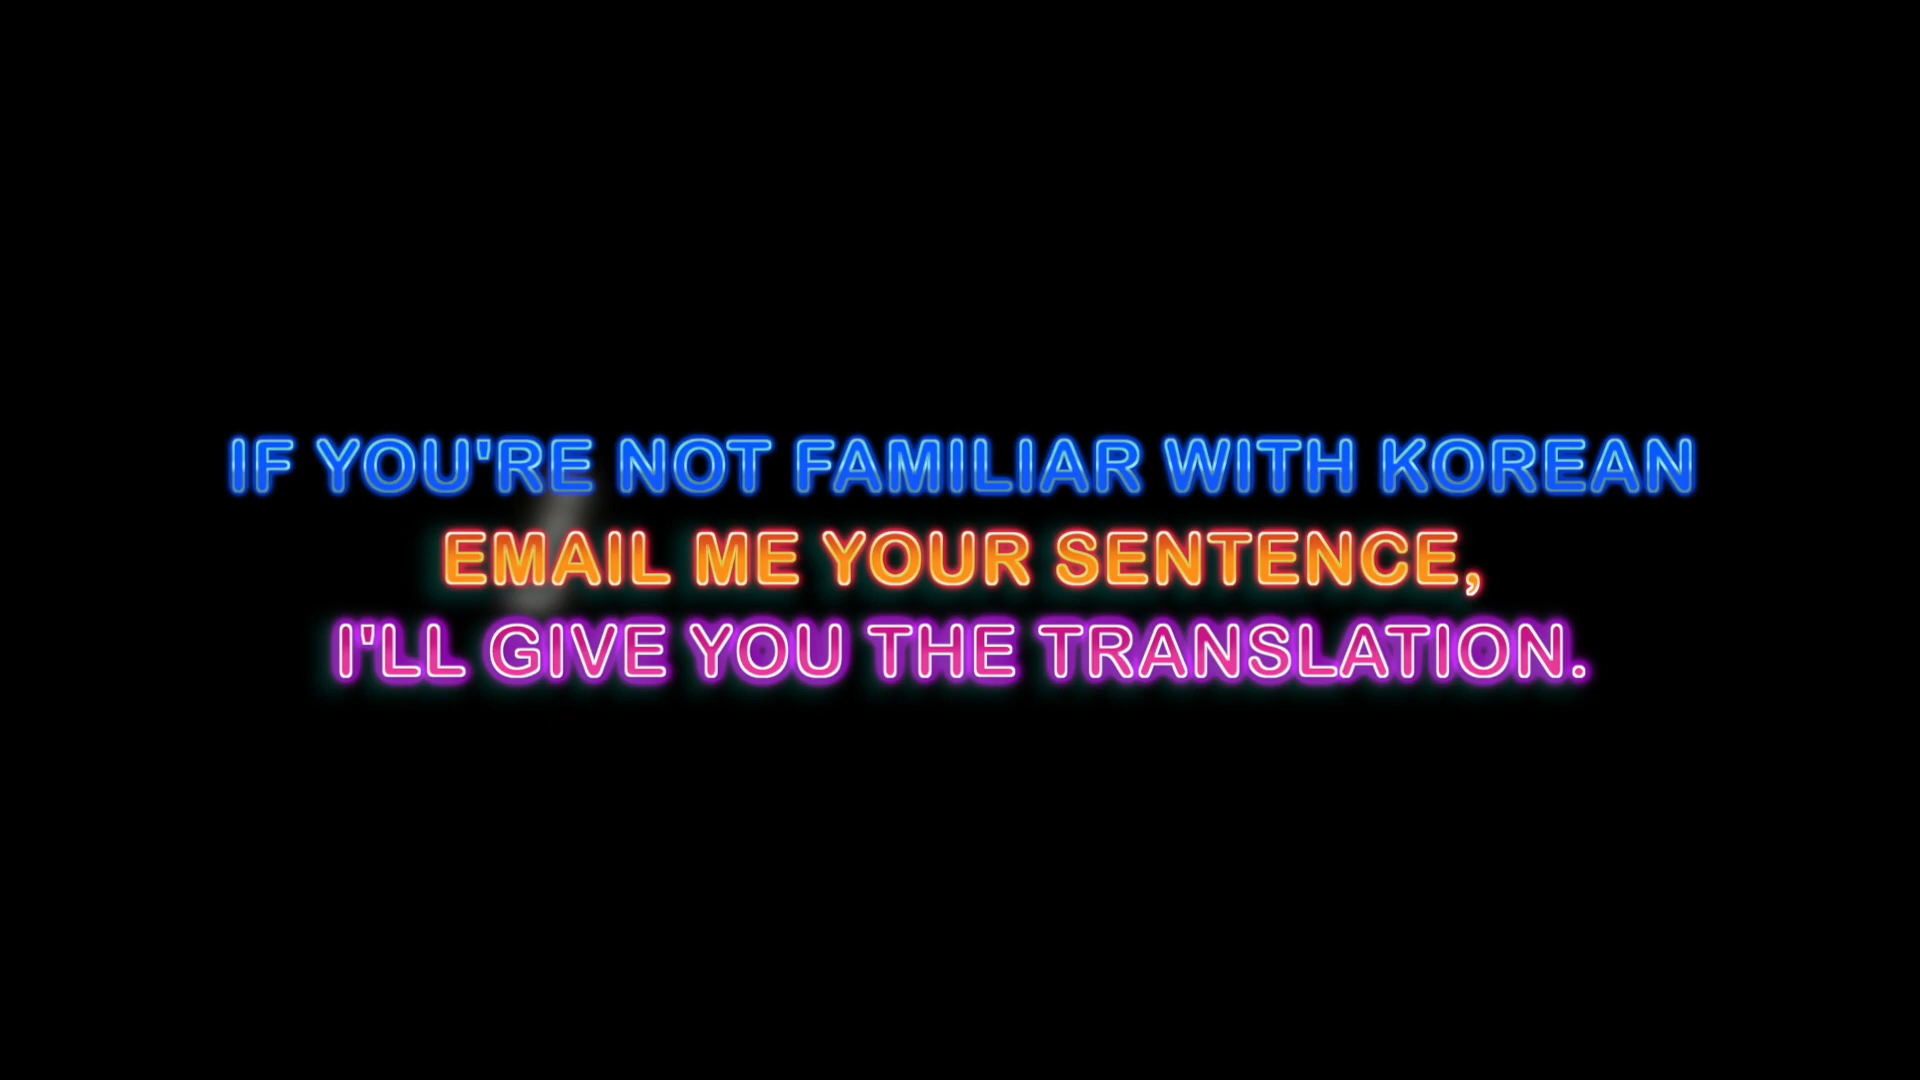 IF YOU'RE NOT FAMILIAR WITH KOREAN
EMAIL ME YOUR SENTENCE,
I'LL GIVE YOU THE TRANSLATION.